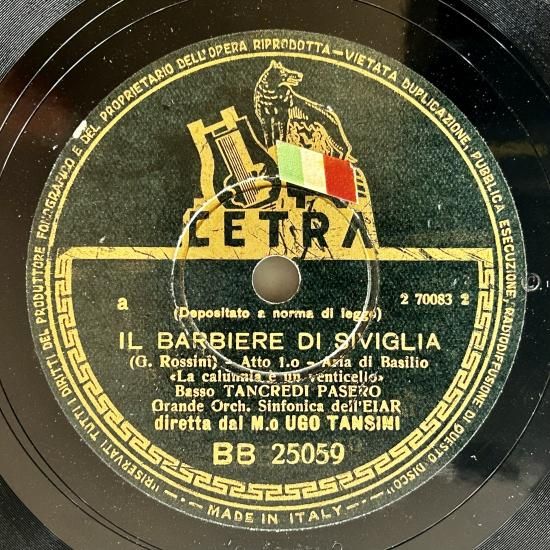 "RISERVATI TUTTI I DIRITTI DEL PRODUTTORE FONOGRAFICO E DEL PROPRIETARIO DELL'OPERA RIPRODOTTA - VIETATA DUPLICAZIONE, PUBBLICA ESECUZIONE, RADIODIFFUSIONE DI QUESTO DISCO"
CETRA
a
2 70083 2
(Depositato a norma di legge)
IL BARBIERE DI SIVIGLIA
(G. Rossini) - Atto 1.o - Aria di Basilio
«La calunnia è un venticello»
Basso TANCREDI PASERO
Grande Orch. Sinfonica dell'EIAR
diretta dal M.o UGO TANSINI
BB 25059
MADE IN ITALY